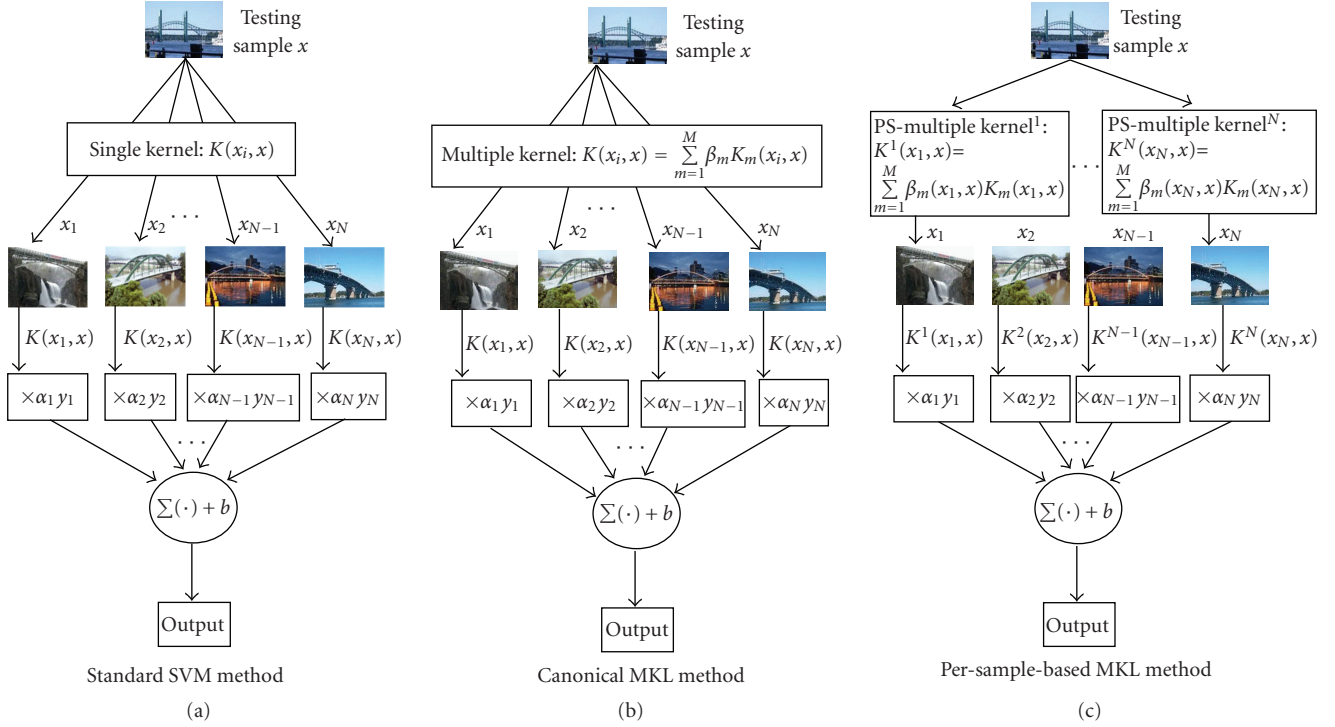 Testing
sample x
Single kernel: K(x_i, x)
x_1
x_2
· · ·
x_{N−1}
x_N
K(x_1, x)
K(x_2, x)
K(x_{N−1}, x)
K(x_N, x)
×α_1 y_1
×α_2 y_2
×α_{N−1} y_{N−1}
×α_N y_N
· · ·
∑(·) + b
Output
Standard SVM method
(a)
Testing
sample x
Multiple kernel: K(x_i, x) = ∑_{m=1}^{M} β_m K_m(x_i, x)
· · ·
x_1
x_2
x_{N−1}
x_N
K(x_1, x)
K(x_2, x)
K(x_{N−1}, x)
K(x_N, x)
×α_1 y_1
×α_2 y_2
×α_{N−1} y_{N−1}
×α_N y_N
· · ·
∑(·) + b
Output
Canonical MKL method
(b)
Testing
sample x
PS-multiple kernel^1:
K^1(x_1, x)=
∑_{m=1}^{M} β_m(x_1, x)K_m(x_1, x)
· · ·
PS-multiple kernel^N:
K^N(x_N, x)=
∑_{m=1}^{M} β_m(x_N, x)K_m(x_N, x)
x_1
x_2
x_{N−1}
x_N
K^1(x_1, x)
K^2(x_2, x)
K^{N−1}(x_{N−1}, x)
K^N(x_N, x)
×α_1 y_1
×α_2 y_2
×α_{N−1} y_{N−1}
×α_N y_N
· · ·
∑(·) + b
Output
Per-sample-based MKL method
(c)